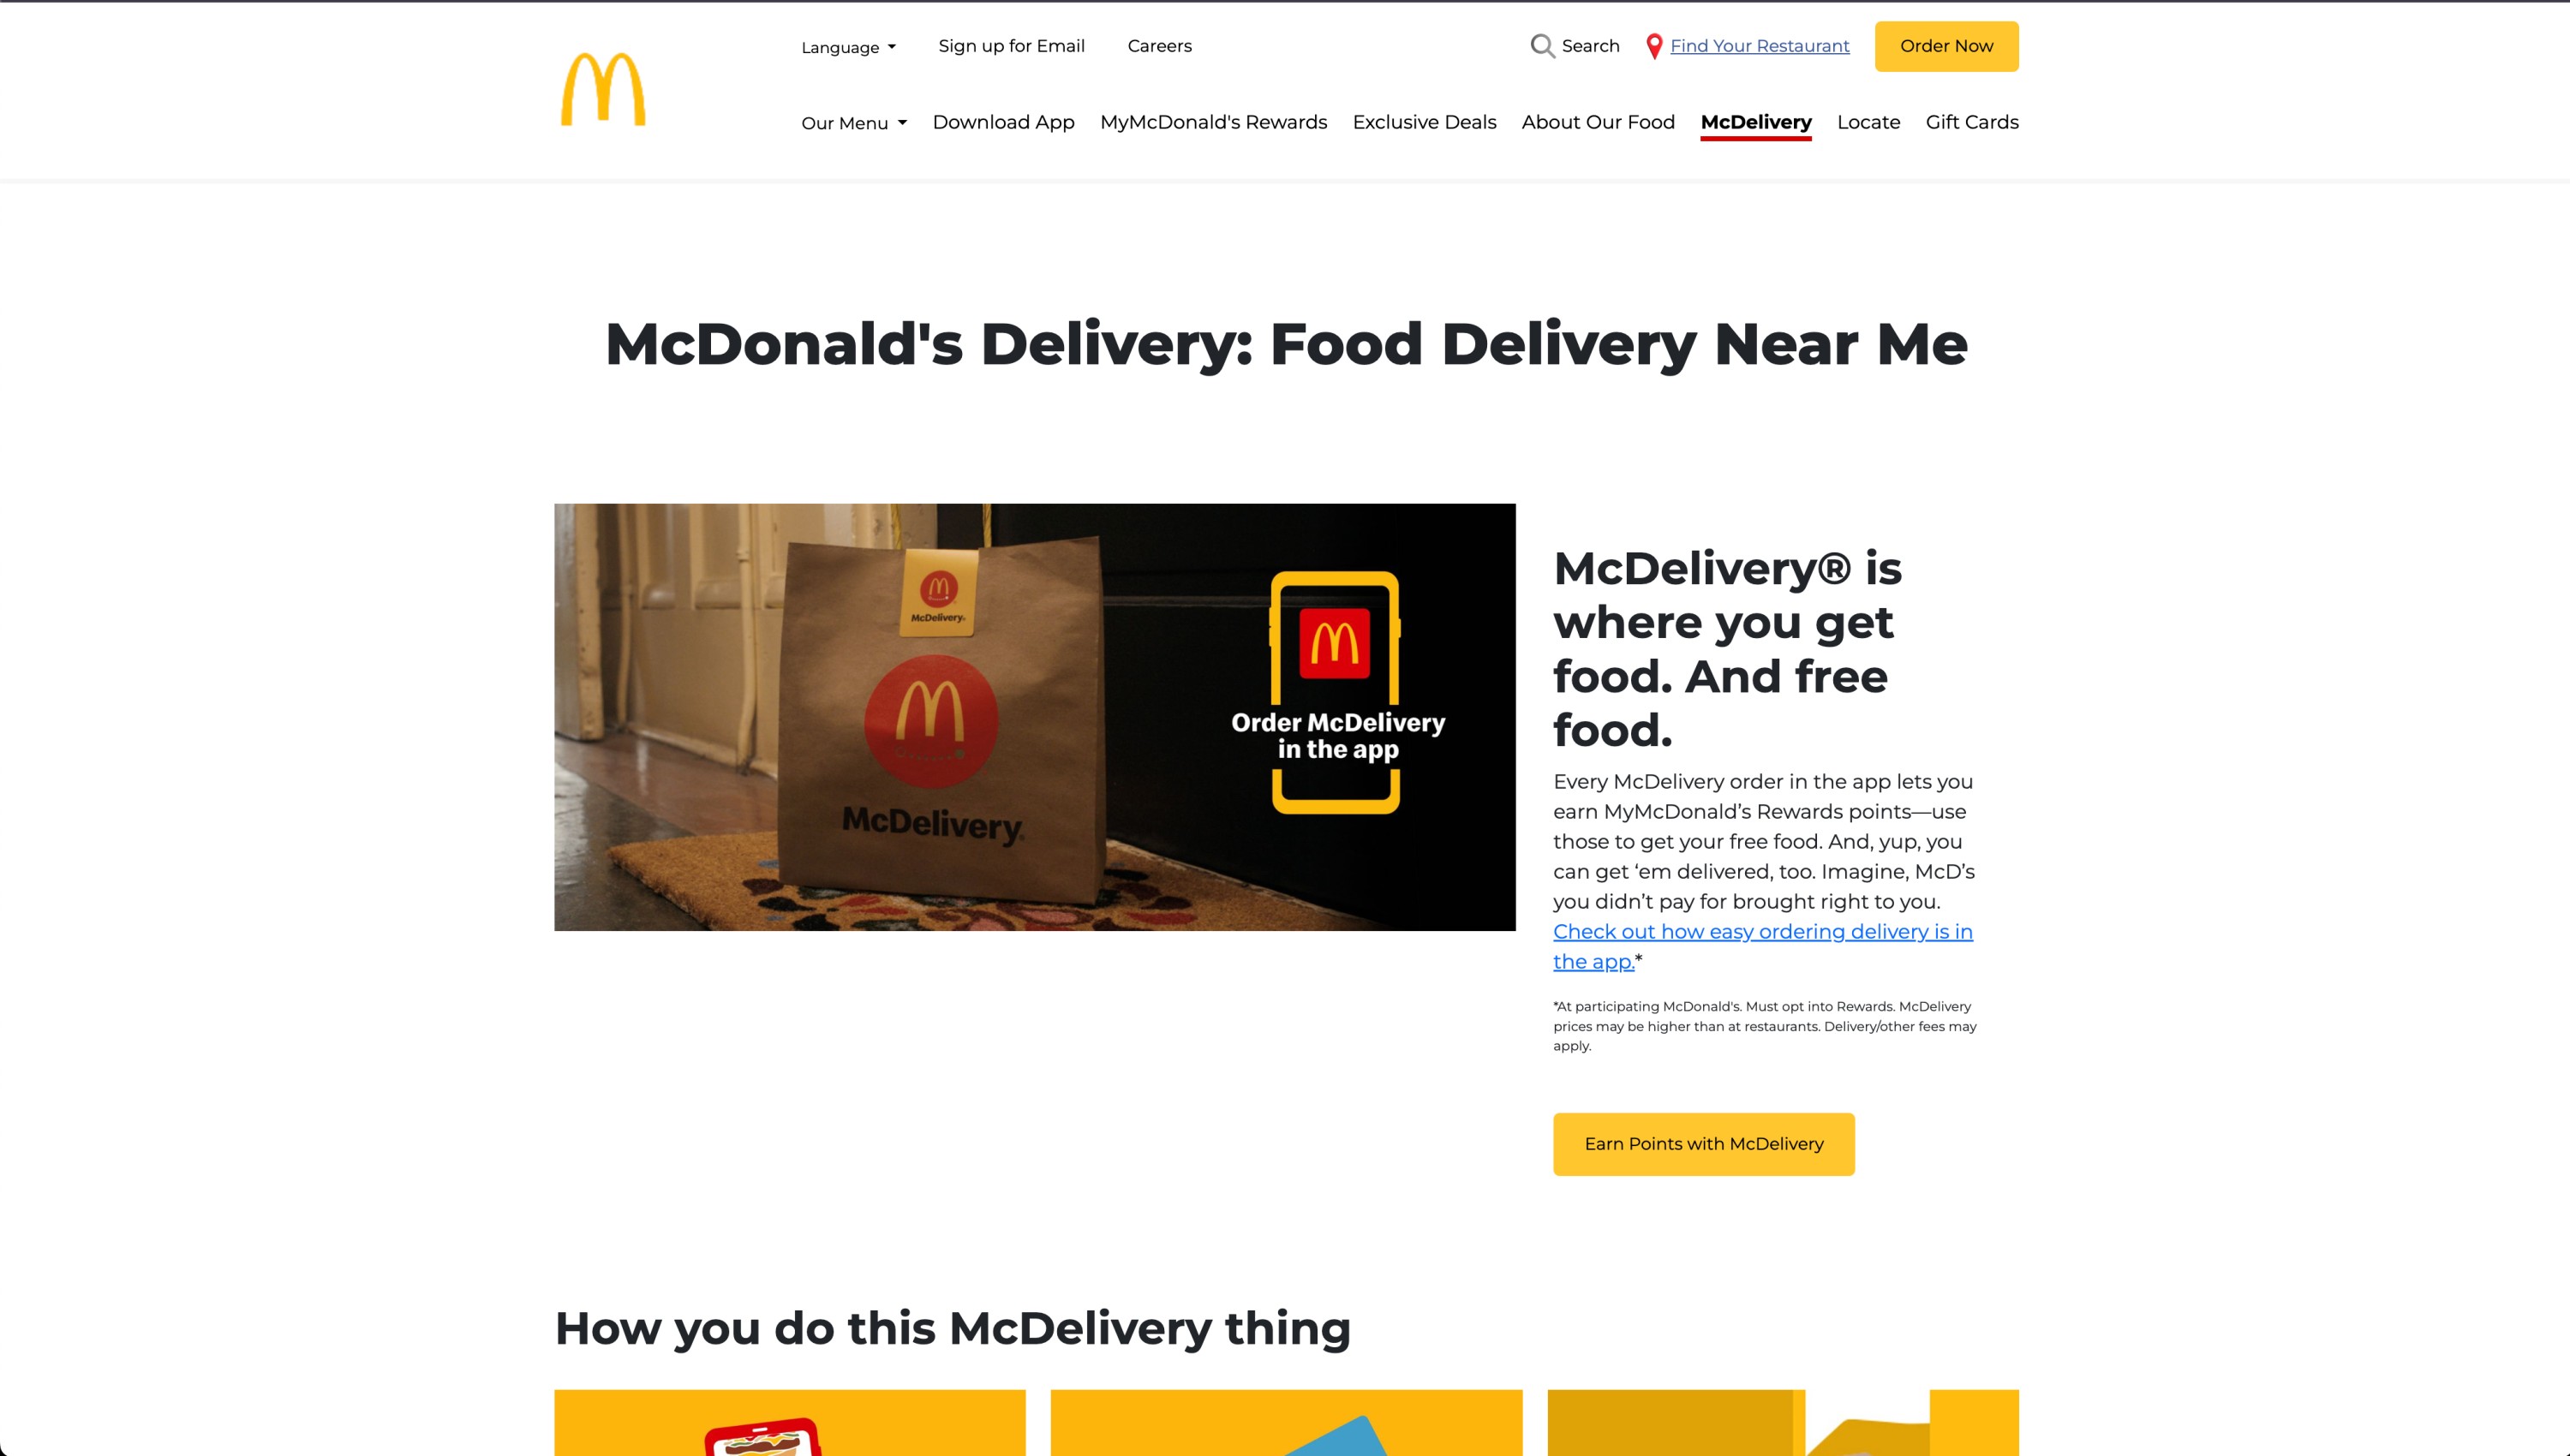 Language
Sign up for Email
Careers
Search
Find Your Restaurant
Order Now
Our Menu
Download App
MyMcDonald's Rewards
Exclusive Deals
About Our Food
McDelivery
Locate
Gift Cards
McDonald's Delivery: Food Delivery Near Me
McDelivery®
McDelivery®
Order McDelivery
in the app
McDelivery® is
where you get
food. And free
food.
Every McDelivery order in the app lets you
earn MyMcDonald’s Rewards points—use
those to get your free food. And, yup, you
can get ‘em delivered, too. Imagine, McD’s
you didn’t pay for brought right to you.
Check out how easy ordering delivery is in
the app.*
*At participating McDonald's. Must opt into Rewards. McDelivery
prices may be higher than at restaurants. Delivery/other fees may
apply.
Earn Points with McDelivery
How you do this McDelivery thing